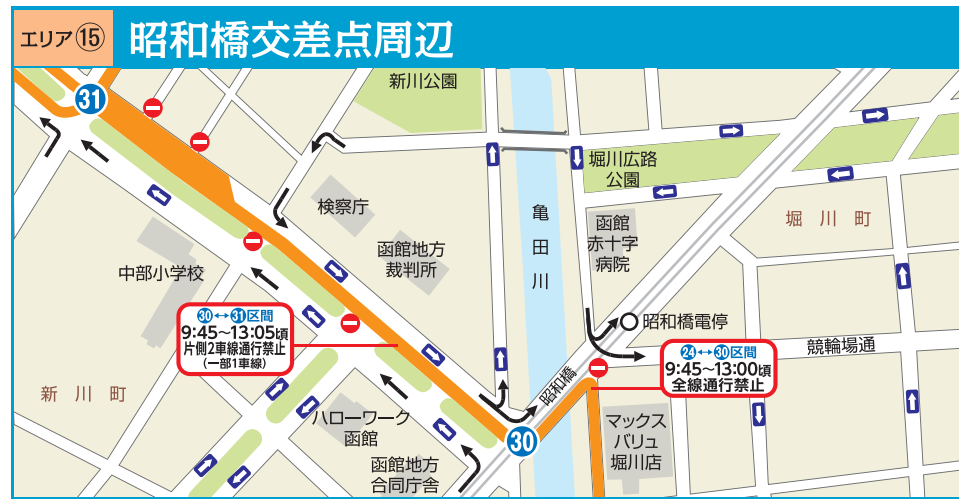 エリア⑮ 昭和橋交差点周辺
31
新川公園
堀川広路
公園
検察庁
亀田川
函館
赤十字
病院
堀川町
函館地方
裁判所
中部小学校
30↔31区間
9:45～13:05頃
片側2車線通行禁止
(一部1車線)
昭和橋電停
競輪場通
24↔30区間
9:45～13:00頃
全線通行禁止
新川町
昭和橋
ハローワーク
函館
30
マックス
バリュ
堀川店
函館地方
合同庁舎